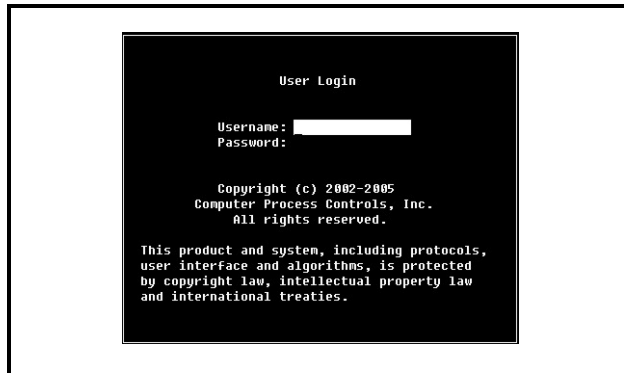 User Login
Username:
Password:
Copyright (c) 2002-2005
Computer Process Controls, Inc.
All rights reserved.
This product and system, including protocols,
user interface and algorithms, is protected
by copyright law, intellectual property law
and international treaties.